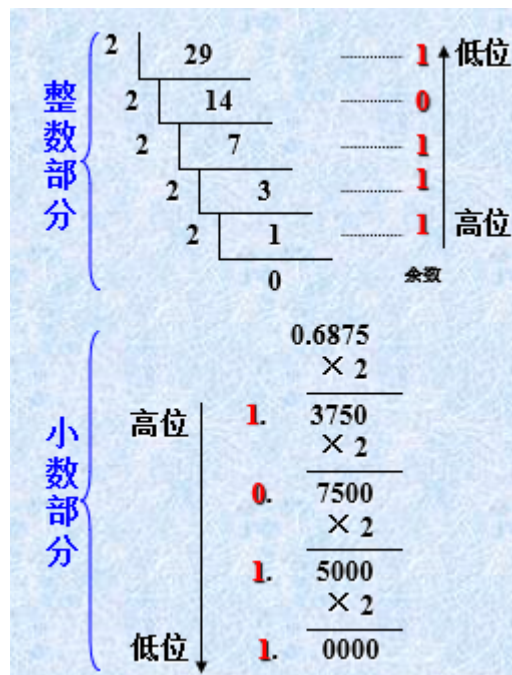 整数部分
2 29 ………… 1 低位
2 14 ………… 0
2 7 ………… 1
2 3 ………… 1
2 1 ………… 1 高位
0 余数
小数部分
0.6875
× 2
高位 1. 3750
× 2
0. 7500
× 2
1. 5000
× 2
低位 1. 0000